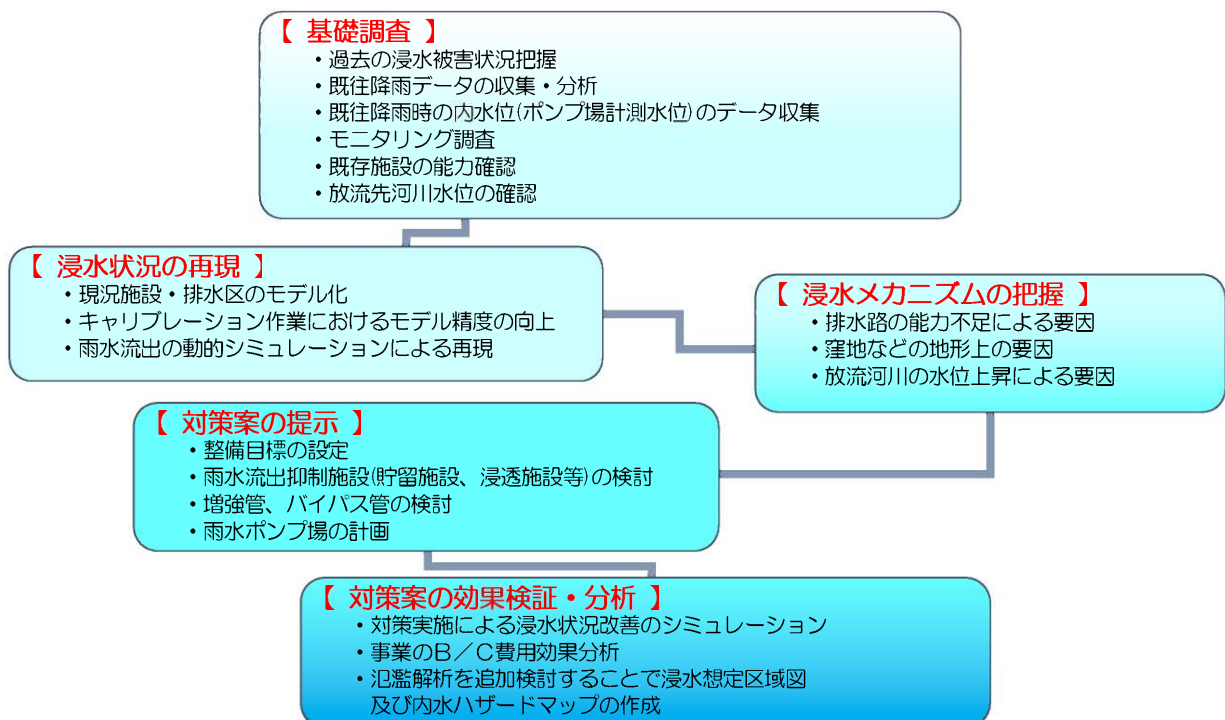 【 基礎調査 】
・過去の浸水被害状況把握
・既往降雨データの収集・分析
・既往降雨時の内水位(ポンプ場計測水位)のデータ収集
・モニタリング調査
・既存施設の能力確認
・放流先河川水位の確認
【 浸水状況の再現 】
・現況施設・排水区のモデル化
・キャリブレーション作業におけるモデル精度の向上
・雨水流出の動的シミュレーションによる再現
【 浸水メカニズムの把握 】
・排水路の能力不足による要因
・窪地などの地形上の要因
・放流河川の水位上昇による要因
【 対策案の提示 】
・整備目標の設定
・雨水流出抑制施設(貯留施設、浸透施設等)の検討
・増強管、バイパス管の検討
・雨水ポンプ場の計画
【 対策案の効果検証・分析 】
・対策実施による浸水状況改善のシミュレーション
・事業のB／C費用効果分析
・氾濫解析を追加検討することで浸水想定区域図
及び内水ハザードマップの作成